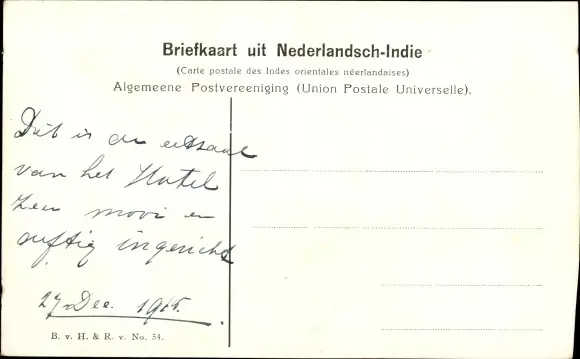 Briefkaart uit Nederlandsch-Indie
(Carte postale des Indes orientales néerlandaises)
Algemeene Postvereeniging (Union Postale Universelle).
Dit is de eetzaal
van het Hotel
zeer mooi en
deftig ingericht
27 Dec. 1915.
B. v. H. & R. v. No. 54.